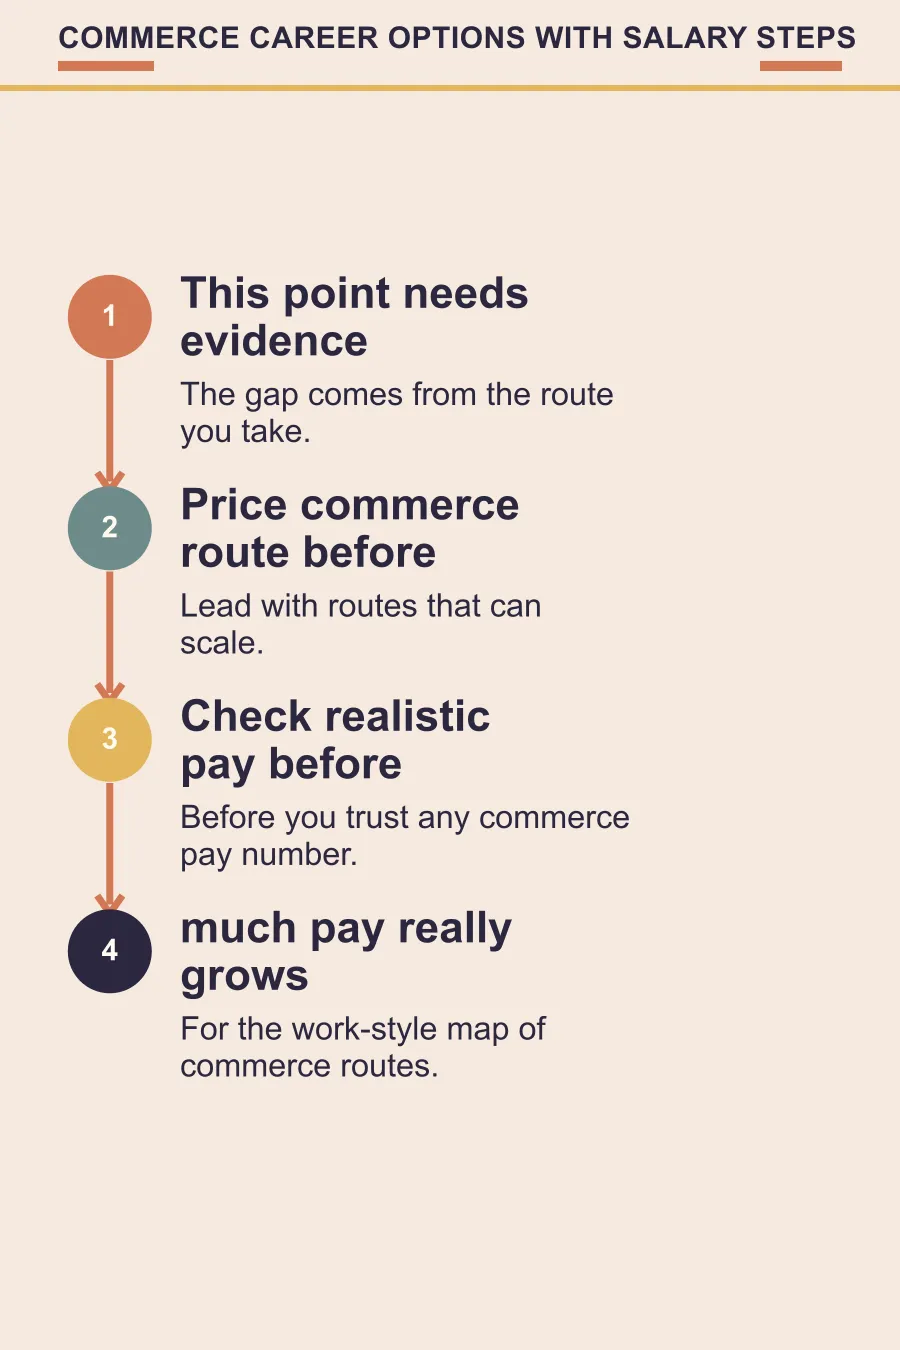 COMMERCE CAREER OPTIONS WITH SALARY STEPS
1
This point needs
evidence
The gap comes from the route
you take.
2
Price commerce
route before
Lead with routes that can
scale.
3
Check realistic
pay before
Before you trust any commerce
pay number.
4
much pay really
grows
For the work-style map of
commerce routes.